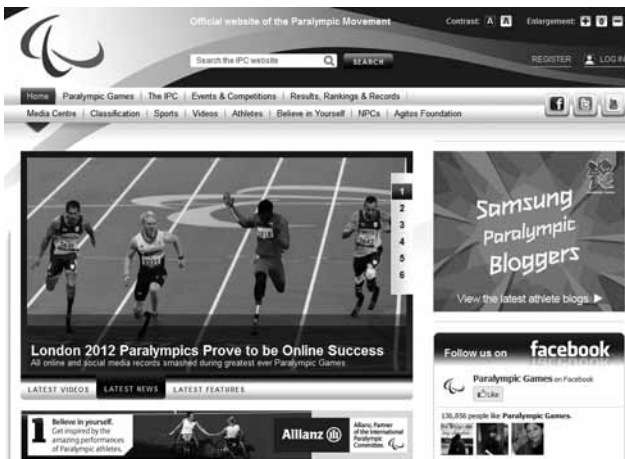 Official website of the Paralympic Movement
Contrast: A A Enlargement: + 0 -
Search the IPC website SEARCH
REGISTER LOG IN
Home Paralympic Games The IPC Events & Competitions Results, Rankings & Records
Media Centre Classification Sports Videos Athletes Believe in Yourself NPCs Agitos Foundation
1
2
3
4
5
6
London 2012 Paralympics Prove to be Online Success
All online and social media records smashed during greatest ever Paralympic Games.
LATEST VIDEOS LATEST NEWS LATEST FEATURES
1
Believe in yourself.
Get inspired by the
amazing performances
of Paralympic athletes.
Allianz
Allianz, Partner
of the International
Paralympic
Committee.
Samsung
Paralympic
Bloggers
View the latest athlete blogs
Follow us on facebook
Paralympic Games on Facebook
Like
136,836 people like Paralympic Games.